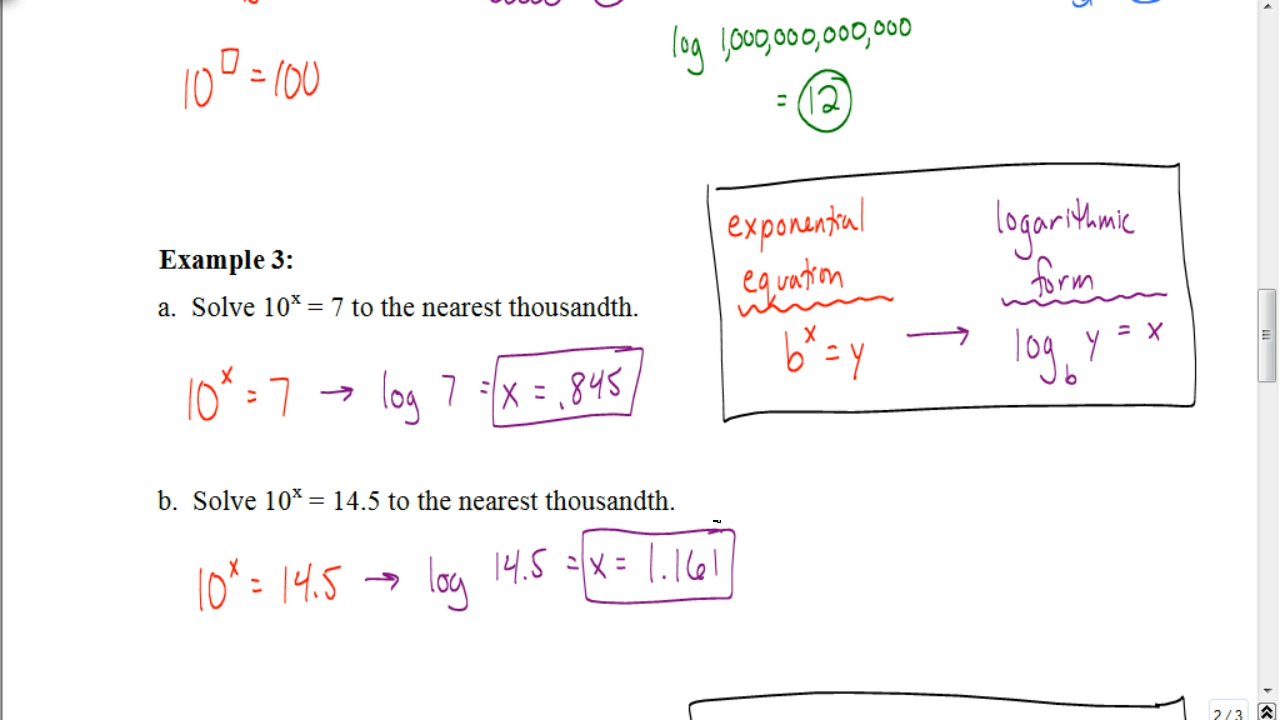 log 1,000,000,000,000
10^□ = 100
= 12
exponential equation
logarithmic form
b^x = y → log_b y = x
Example 3:
a. Solve 10^x = 7 to the nearest thousandth.
10^x = 7 → log 7 = x = .845
b. Solve 10^x = 14.5 to the nearest thousandth.
10^x = 14.5 → log 14.5 = x = 1.161
2/3